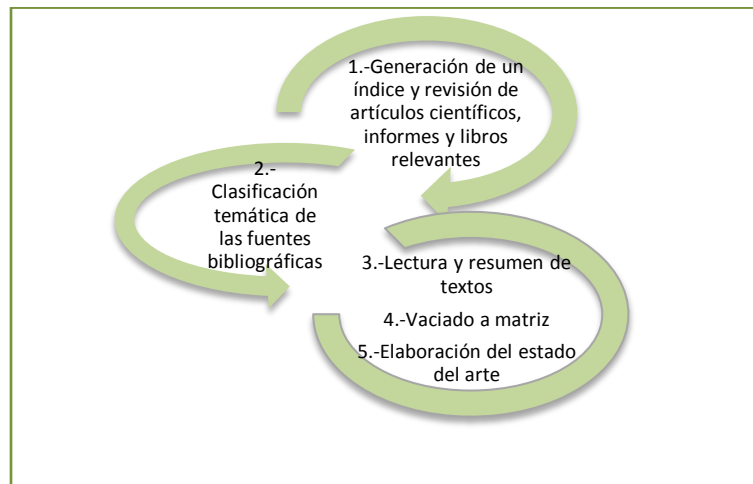 1.-Generación de un
índice y revisión de
artículos científicos,
informes y libros
relevantes
2.-
Clasificación
temática de
las fuentes
bibliográficas
3.-Lectura y resumen de
textos
4.-Vaciado a matriz
5.-Elaboración del estado
del arte